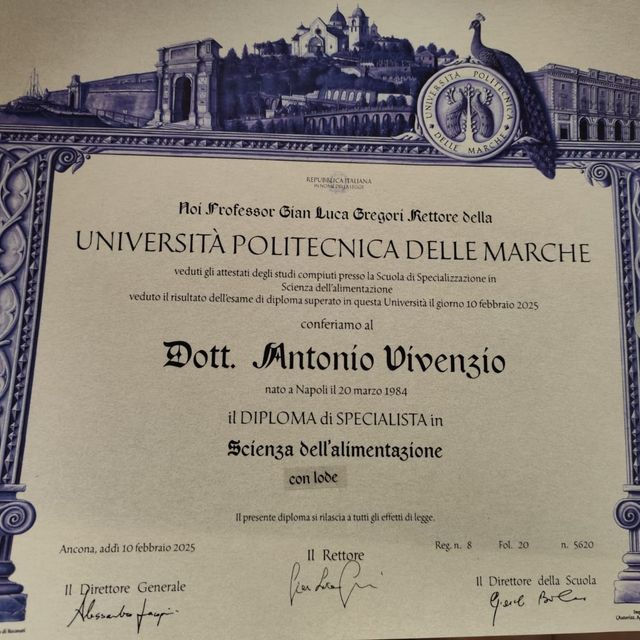 UNIVERSITÀ POLITECNICA
DELLE MARCHE
REPUBBLICA ITALIANA
IN NOME DELLA LEGGE
Noi Professor Gian Luca Gregori Rettore della
UNIVERSITÀ POLITECNICA DELLE MARCHE
veduti gli attestati degli studi compiuti presso la Scuola di Specializzazione in
Scienza dell'alimentazione
veduto il risultato dell'esame di diploma superato in questa Università il giorno 10 febbraio 2025
conferiamo al
Dott. Antonio Vivenzio
nato a Napoli il 20 marzo 1984
il DIPLOMA di SPECIALISTA in
Scienza dell'alimentazione
con lode
Il presente diploma si rilascia a tutti gli effetti di legge.
Ancona, addì 10 febbraio 2025
Reg. n. 8 Fol. 20 n. 5620
Il Rettore
Il Direttore Generale
Il Direttore della Scuola